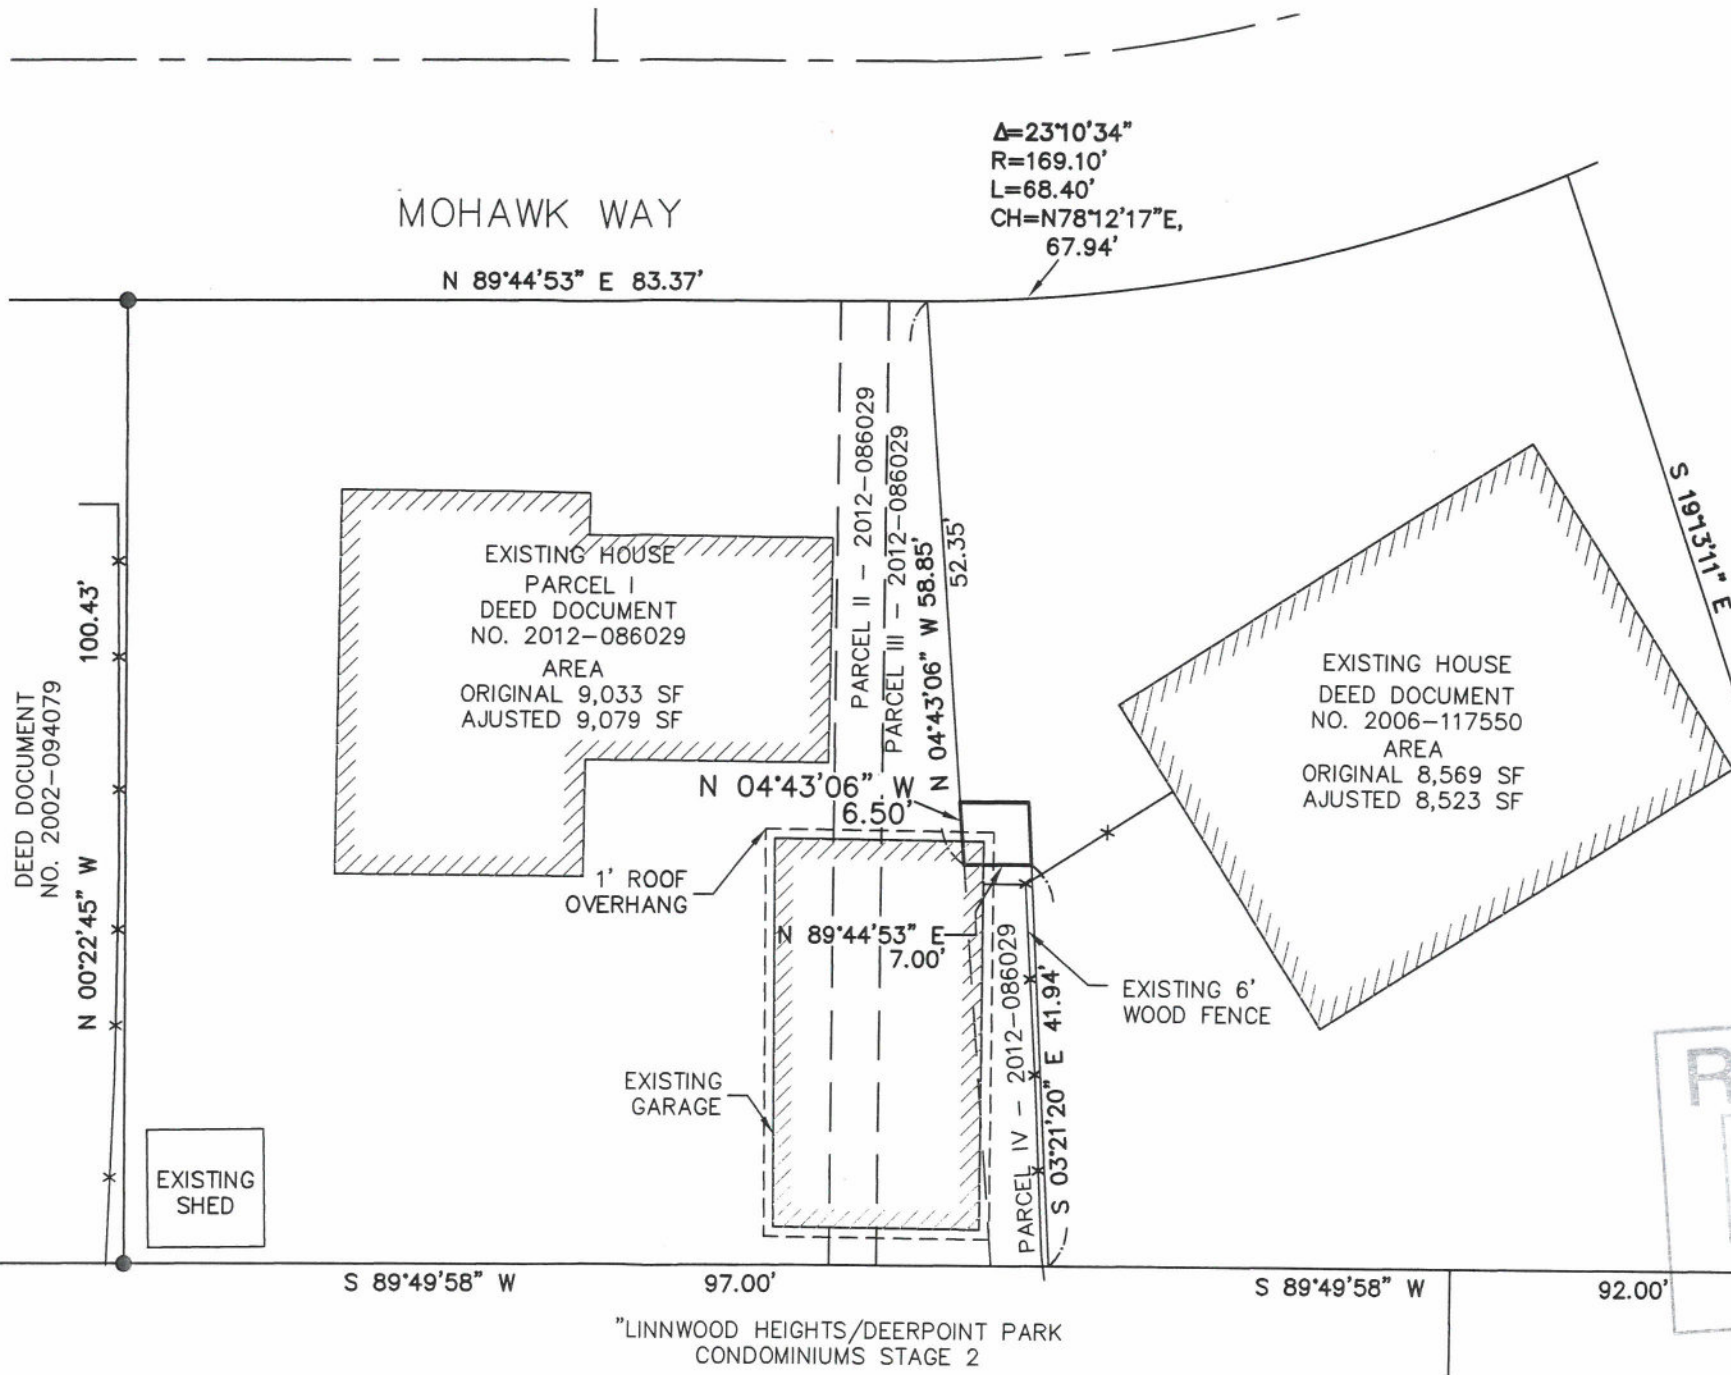 Δ=23°10'34"
R=169.10'
L=68.40'
CH=N78°12'17"E,
67.94'
MOHAWK WAY
N 89°44'53" E 83.37'
DEED DOCUMENT
NO. 2002-094079
N 00°22'45" W 100.43'
EXISTING HOUSE
PARCEL I
DEED DOCUMENT
NO. 2012-086029
AREA
ORIGINAL 9,033 SF
AJUSTED 9,079 SF
PARCEL II - 2012-086029
PARCEL III - 2012-086029
N 04°43'06" W 58.85'
52.35'
S 19°13'11" E
EXISTING HOUSE
DEED DOCUMENT
NO. 2006-117550
AREA
ORIGINAL 8,569 SF
AJUSTED 8,523 SF
N 04°43'06" W
6.50'
1' ROOF
OVERHANG
N 89°44'53" E
7.00'
EXISTING 6'
WOOD FENCE
PARCEL IV - 2012-086029
S 03°21'20" E 41.94'
EXISTING
GARAGE
EXISTING
SHED
R
S 89°49'58" W 97.00'
S 89°49'58" W 92.00'
"LINNWOOD HEIGHTS/DEERPOINT PARK
CONDOMINIUMS STAGE 2